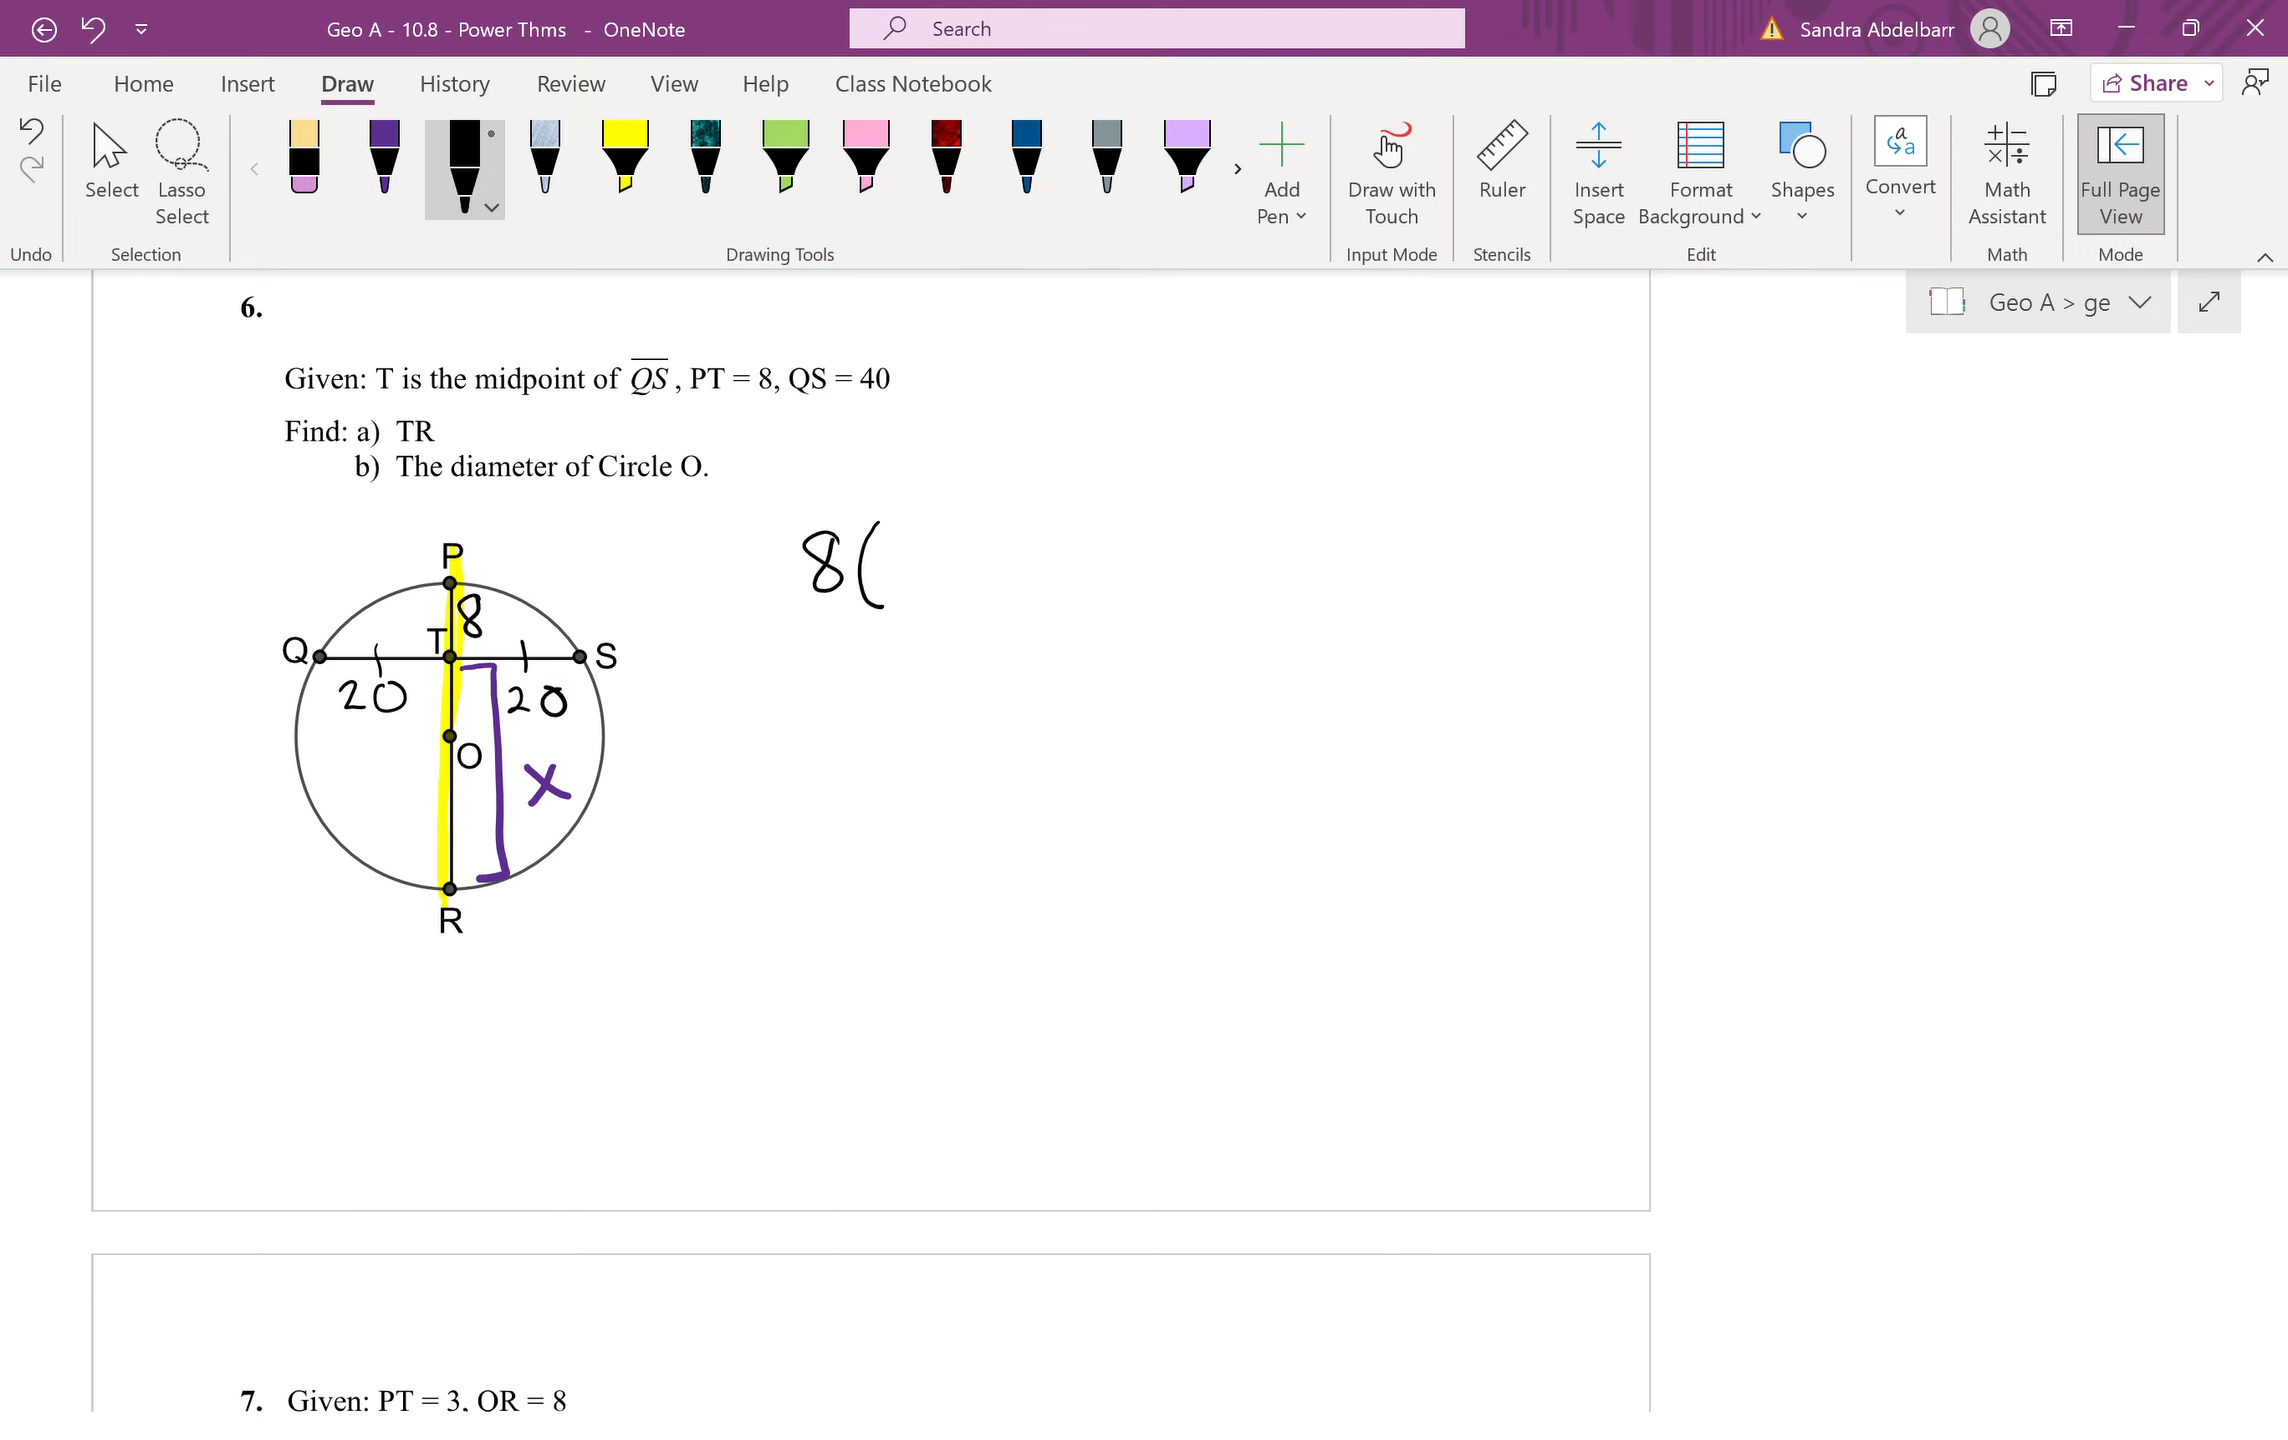 Geo A - 10.8 - Power Thms - OneNote
Search
Sandra Abdelbarr
File Home Insert Draw History Review View Help Class Notebook
Share
Select
Lasso Select
Add Pen
Draw with Touch
Ruler
Insert Space
Format Background
Shapes
a
a
Convert
Math Assistant
Full Page View
Undo Selection Drawing Tools Input Mode Stencils Edit Math Mode
Geo A > ge
6.
Given: T is the midpoint of QS, PT = 8, QS = 40
Find: a) TR
b) The diameter of Circle O.
8(
P
8
Q T S
20 20
O
X
R
7. Given: PT = 3, OR = 8